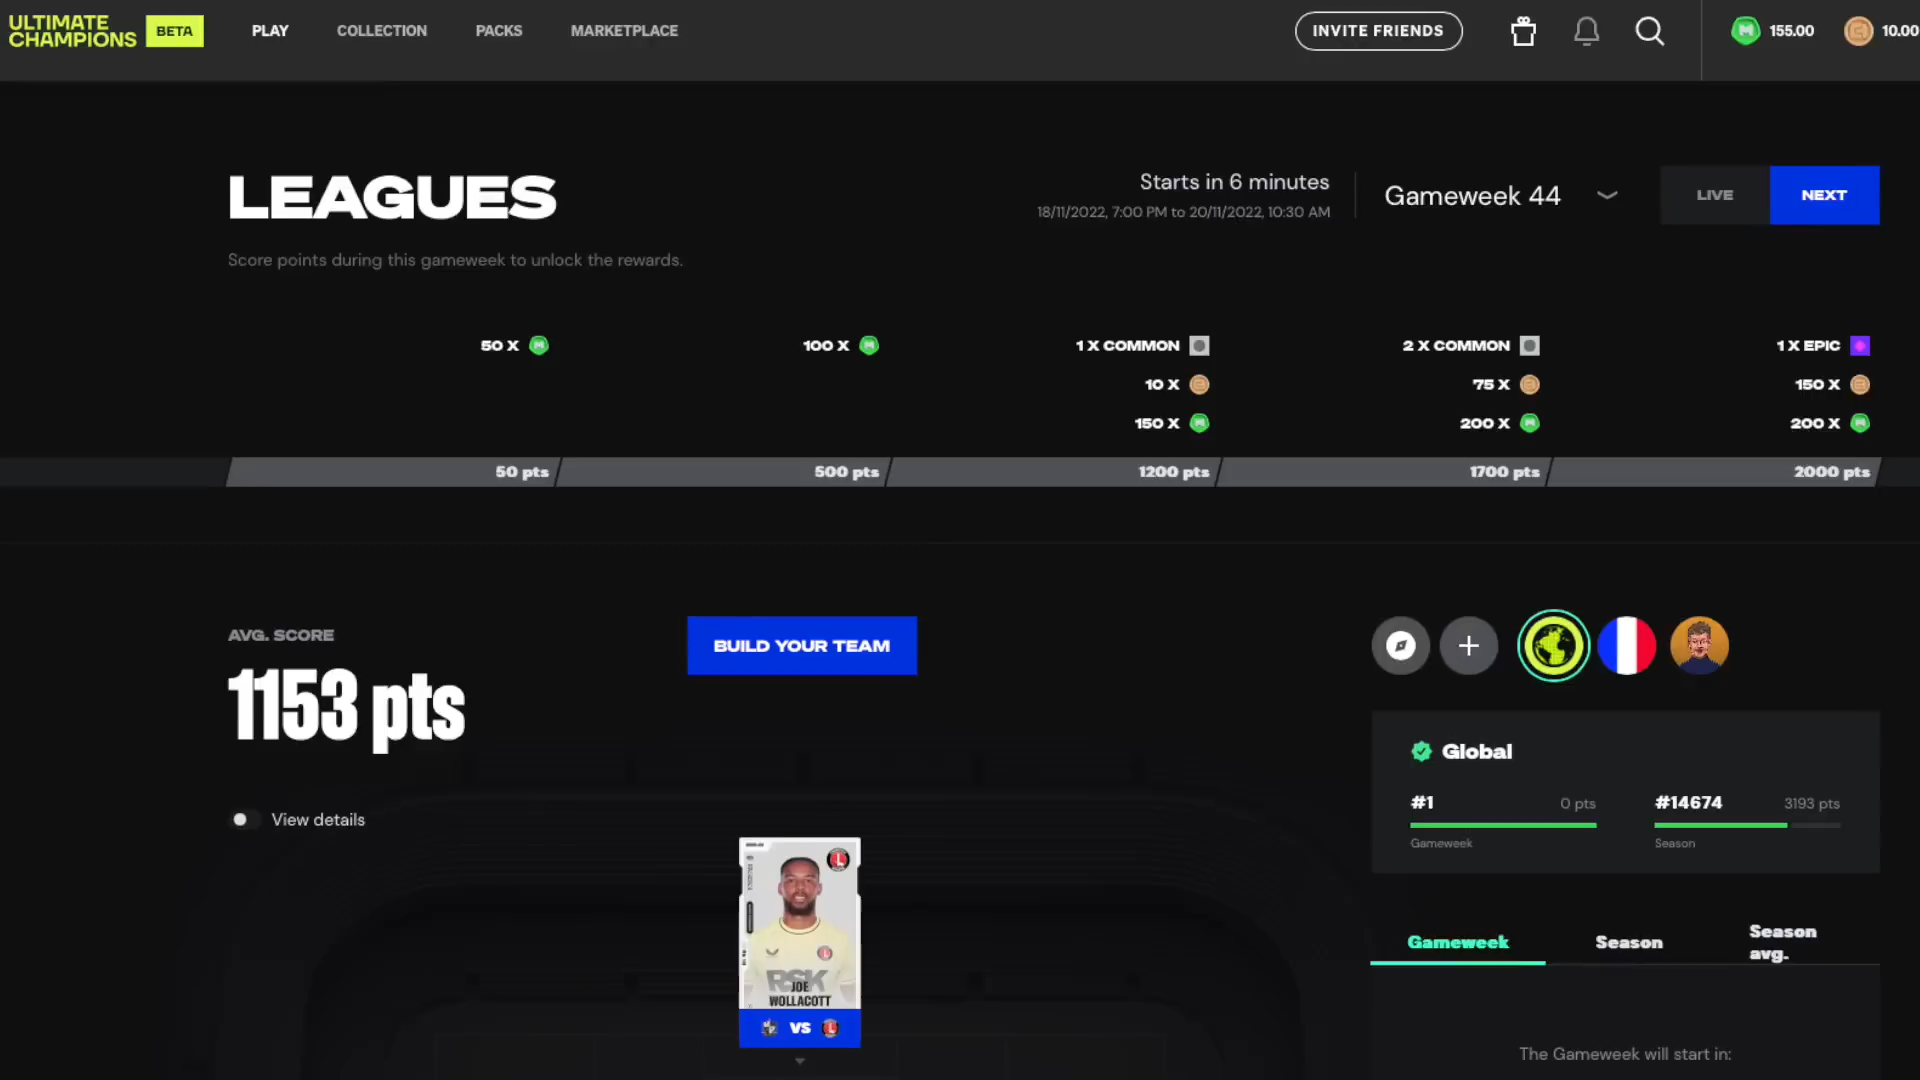 ULTIMATE
CHAMPIONS
BETA
PLAY
COLLECTION
PACKS
MARKETPLACE
INVITE FRIENDS
155.00
10.00
LEAGUES
Score points during this gameweek to unlock the rewards.
Starts in 6 minutes
18/11/2022, 7:00 PM to 20/11/2022, 10:30 AM
Gameweek 44
LIVE
NEXT
50 X
100 X
1 X COMMON
10 X
150 X
2 X COMMON
75 X
200 X
1 X EPIC
150 X
200 X
50 pts
500 pts
1200 pts
1700 pts
2000 pts
AVG. SCORE
1153 pts
View details
BUILD YOUR TEAM
RSK
JOE
WOLLACOTT
VS
Global
#1
0 pts
Gameweek
#14674
3193 pts
Season
Gameweek
Season
Season
avg.
The Gameweek will start in: